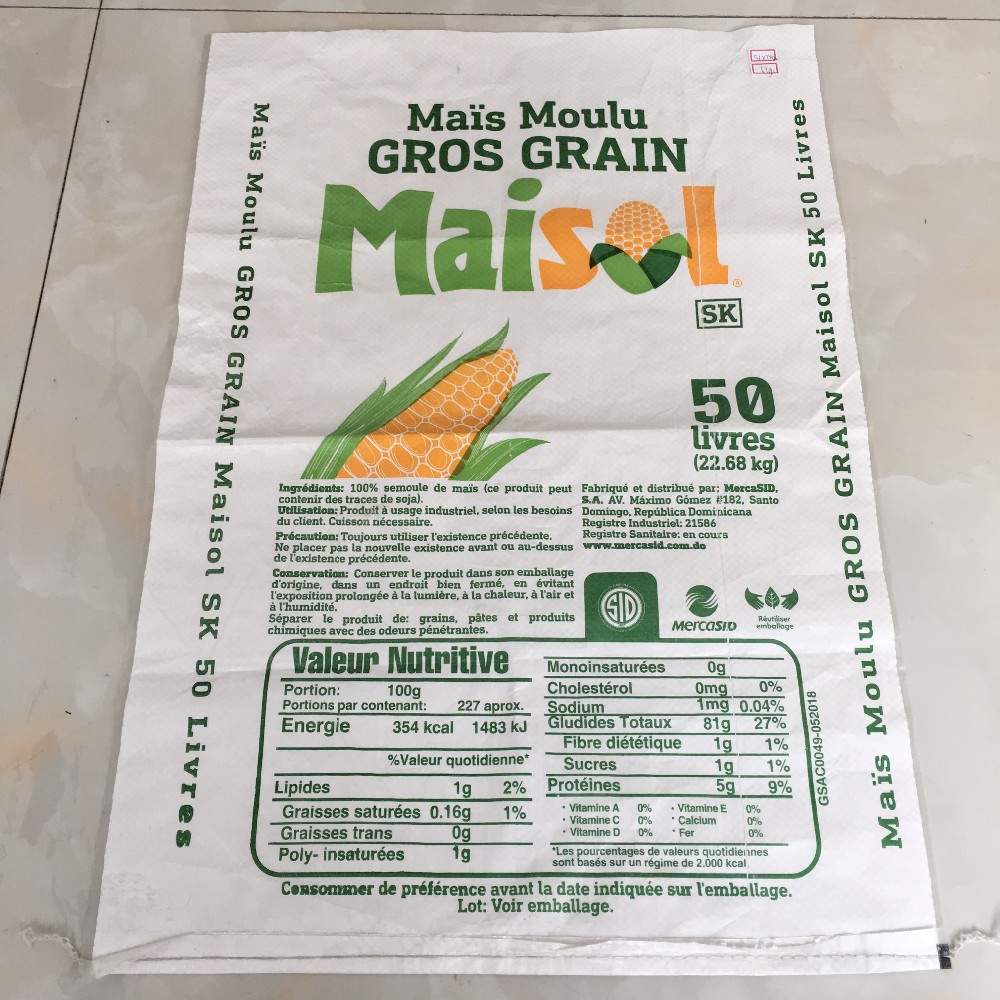 Maïs Moulu
GROS GRAIN
Maisol
®
SK
50
livres
(22.68 kg)
Maïs Moulu GROS GRAIN Maisol SK 50 Livres
Maïs Moulu GROS GRAIN Maisol SK 50 Livres
Ingrédients: 100% semoule de maïs (ce produit peut
contenir des traces de soja).
Utilisation: Produit à usage industriel, selon les besoins
du client. Cuisson nécessaire.
Précaution: Toujours utiliser l'existence précédente.
Ne placer pas la nouvelle existence avant ou au-dessus
de l'existence précédente.
Conservation: Conserver le produit dans son emballage
d'origine, dans un endroit bien fermé, en évitant
l'exposition prolongée à la lumière, à la chaleur, à l'air et
à l'humidité.
Séparer le produit de: grains, pâtes et produits
chimiques avec des odeurs pénétrantes.
Fabriqué et distribué par: MercaSID,
S.A. AV. Máximo Gómez #182, Santo
Domingo, República Dominicana
Registre Industriel: 21586
Registre Sanitaire: en cours
www.mercasid.com.do
SID
MercaSID
Réutiliser
emballage
Valeur Nutritive
Portion: 100g
Portions par contenant: 227 aprox.
Energie 354 kcal 1483 kJ
%Valeur quotidienne*
Lipides 1g 2%
Graisses saturées 0.16g 1%
Graisses trans 0g
Poly- insaturées 1g
Monoinsaturées 0g
Cholestérol 0mg 0%
Sodium 1mg 0.04%
Gludides Totaux 81g 27%
Fibre diététique 1g 1%
Sucres 1g 1%
Protéines 5g 9%
· Vitamine A 0% · Vitamine E 0%
· Vitamine C 0% · Calcium 0%
· Vitamine D 0% · Fer 0%
*Les pourcentages de valeurs quotidiennes
sont basés sur un régime de 2.000 kcal.
GSAC0049-052018
Consommer de préférence avant la date indiquée sur l'emballage.
Lot: Voir emballage.